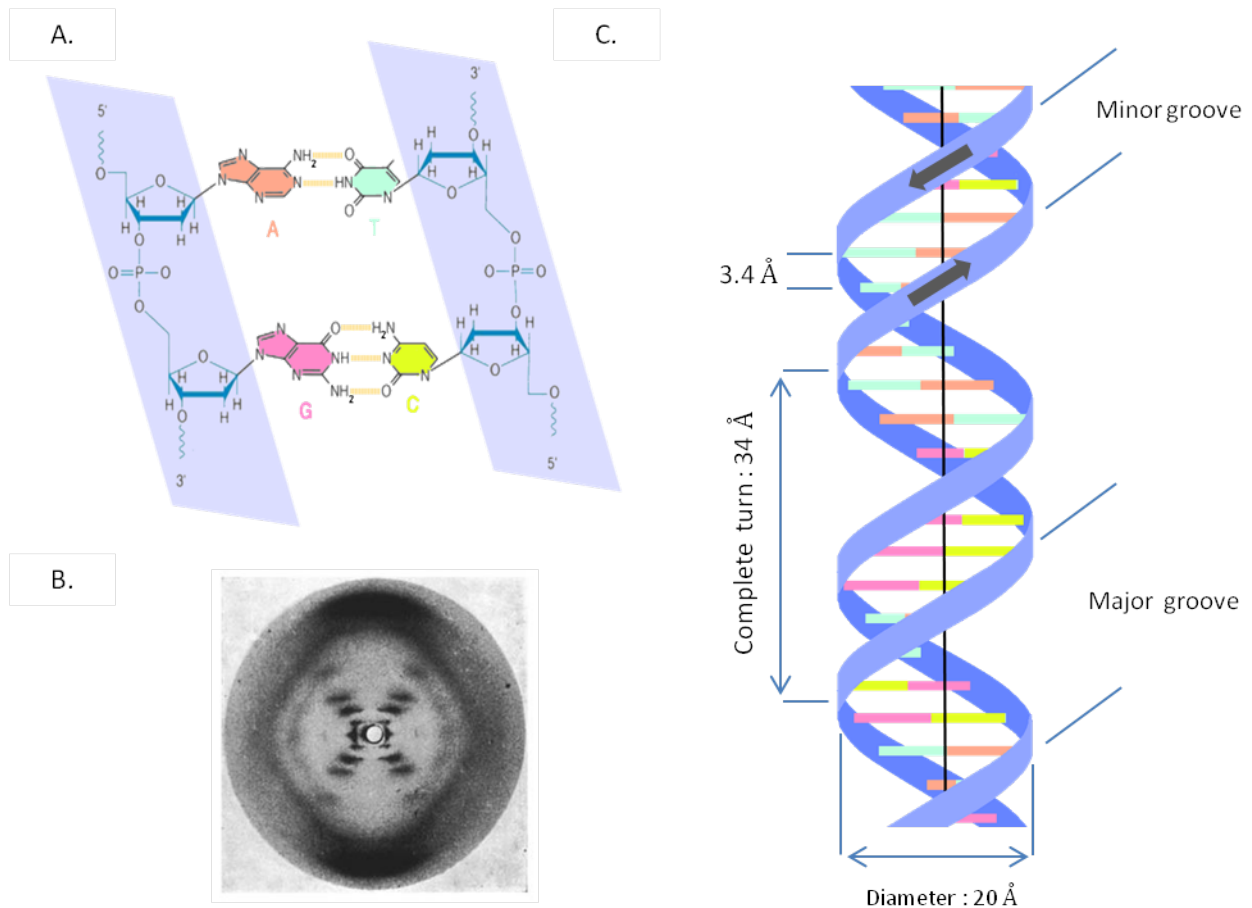 A.
5'
3'
H
H
H
O
NH2
O
H
H
N
N
N
N
HN
N
O
O
O
H
H
H
H
A
T
O
O
O
O=P–O
O
O=P–O
O
H2N
O
O
H
H
N
N
NH
N
O
N
N
NH2
O
N
O
H
H
H
H
G
C
O
O
3'
5'
B.
C.
Minor groove
3.4 Å
Complete turn : 34 Å
Major groove
Diameter : 20 Å